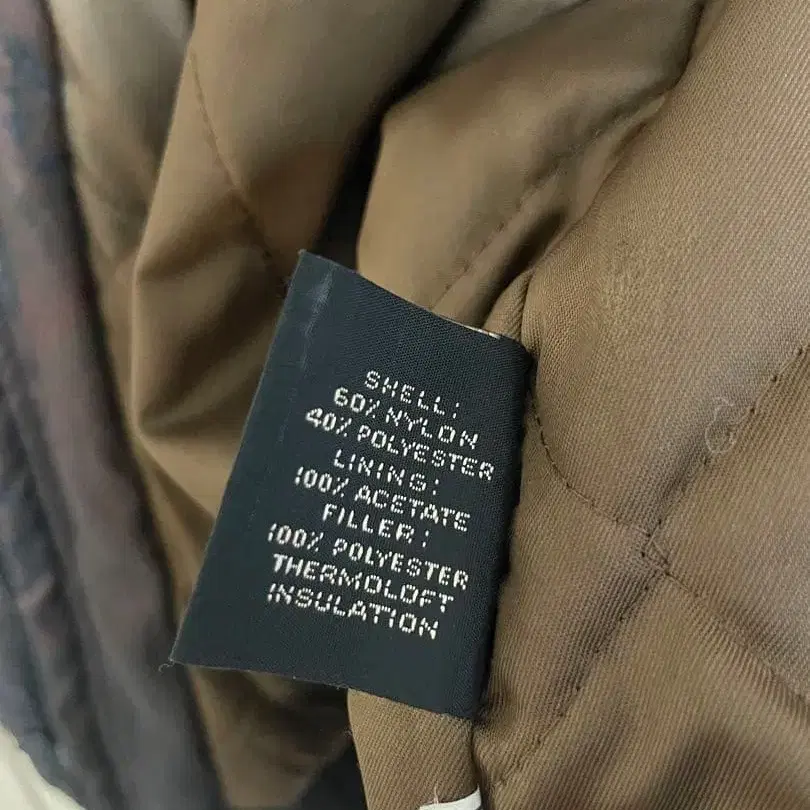 SHELL:
60% NYLON
40% POLYESTER
LINING:
100% ACETATE
FILLER:
100% POLYESTER
THERMOLOFT
INSULATION